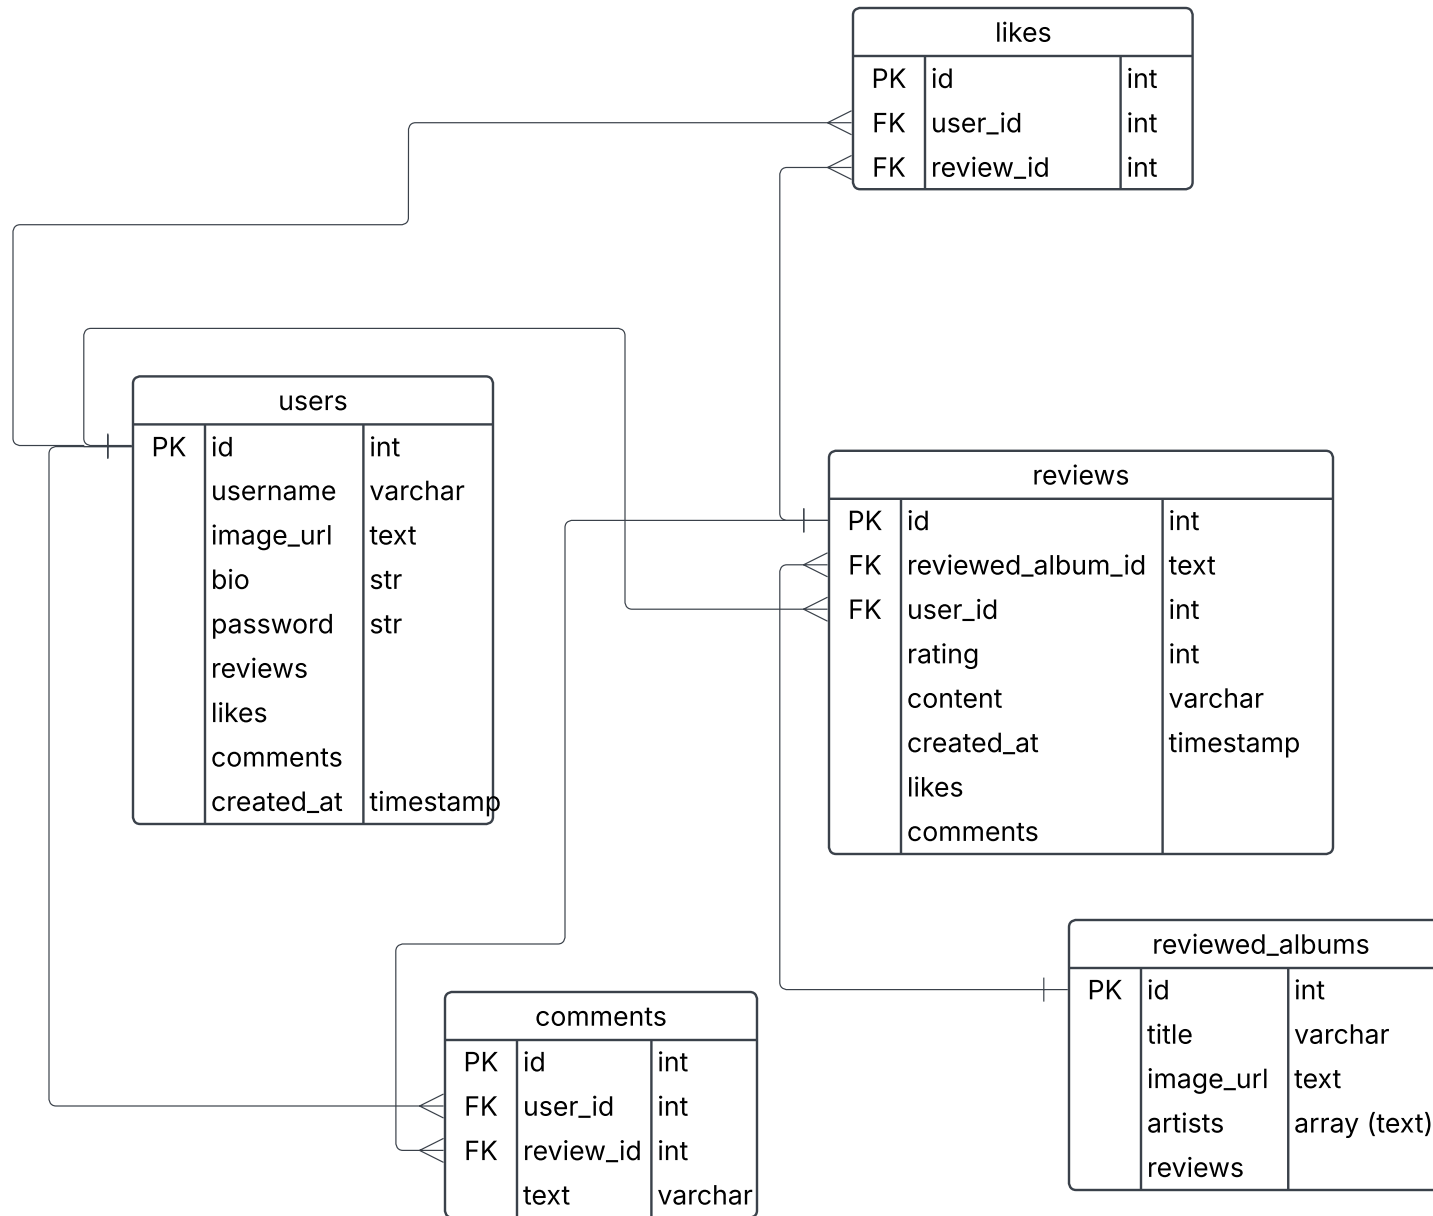 likes
PK id int
FK user_id int
FK review_id int
users
PK id int
username varchar
image_url text
bio str
password str
reviews
likes
comments
created_at timestamp
reviews
PK id int
FK reviewed_album_id text
FK user_id int
rating int
content varchar
created_at timestamp
likes
comments
reviewed_albums
PK id int
title varchar
image_url text
artists array (text)
reviews
comments
PK id int
FK user_id int
FK review_id int
text varchar